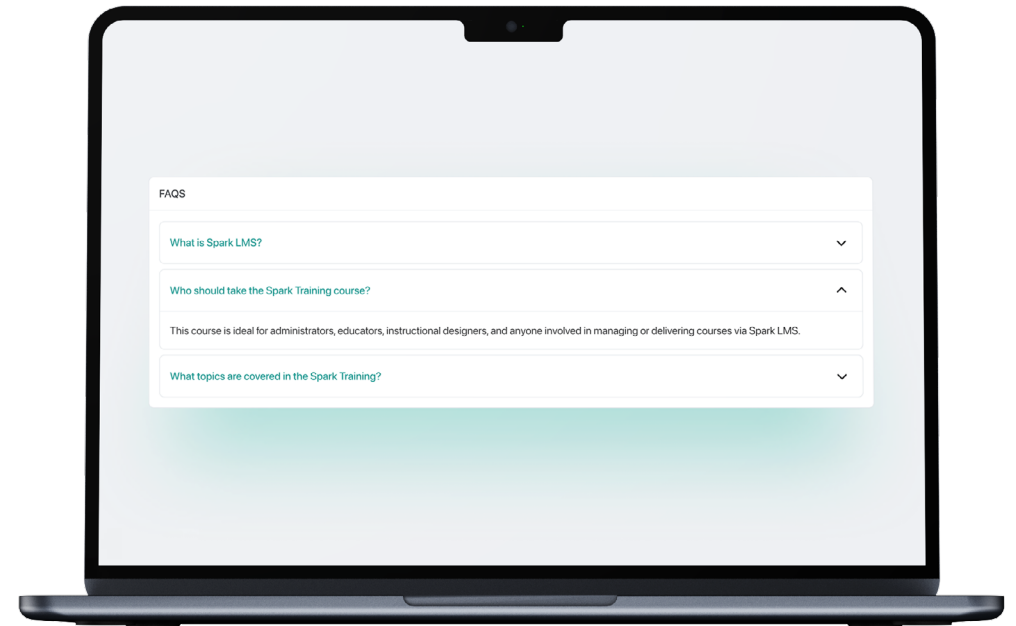 FAQS
What is Spark LMS?
Who should take the Spark Training course?
This course is ideal for administrators, educators, instructional designers, and anyone involved in managing or delivering courses via Spark LMS.
What topics are covered in the Spark Training?